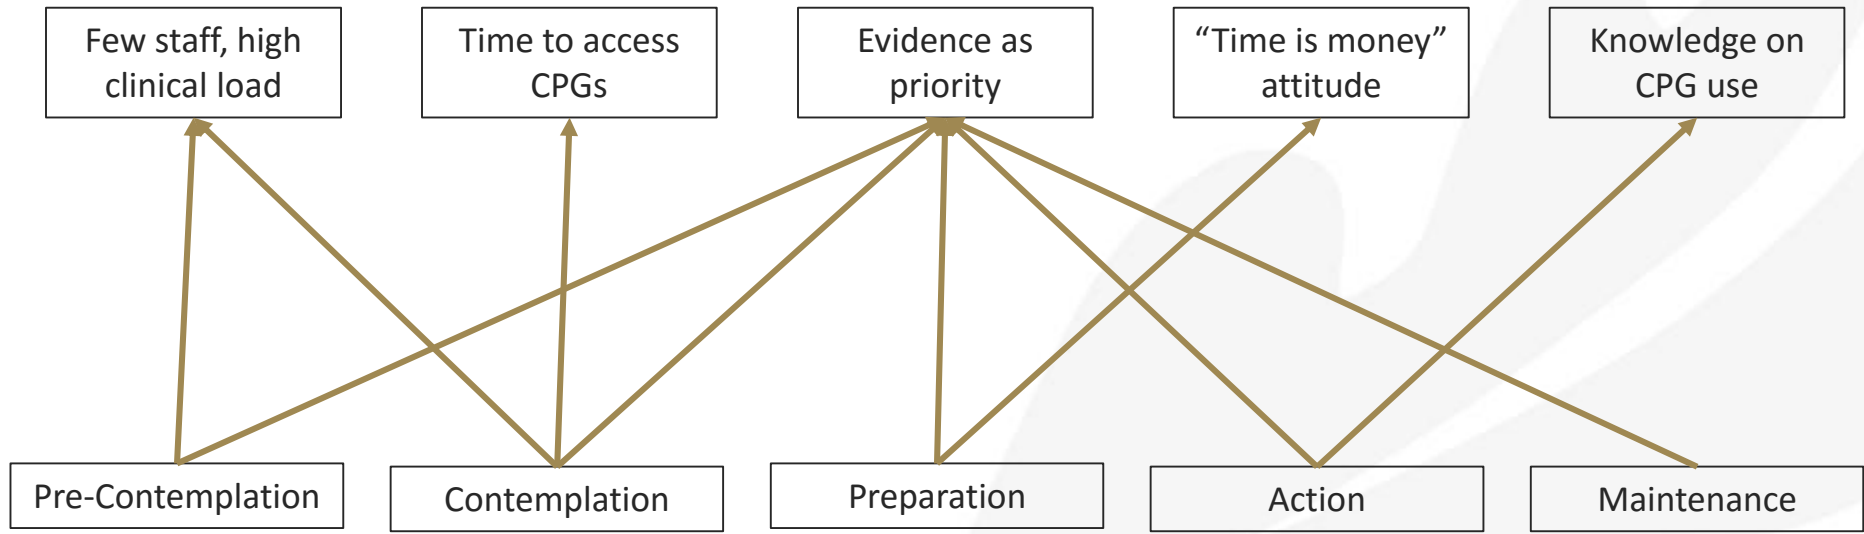 Few staff, high
clinical load
Time to access
CPGs
Evidence as
priority
“Time is money”
attitude
Knowledge on
CPG use
Pre-Contemplation
Contemplation
Preparation
Action
Maintenance